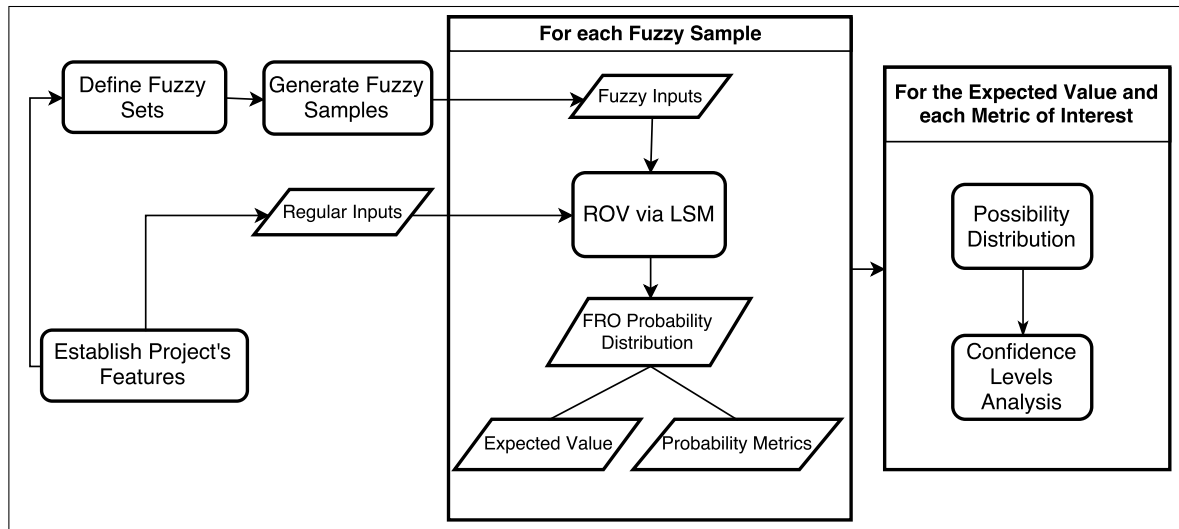 For each Fuzzy Sample
Define Fuzzy
Sets
Generate Fuzzy
Samples
Fuzzy Inputs
For the Expected Value and
each Metric of Interest
Regular Inputs
ROV via LSM
Possibility
Distribution
FRO Probability
Distribution
Establish Project's
Features
Confidence
Levels
Analysis
Expected Value
Probability Metrics